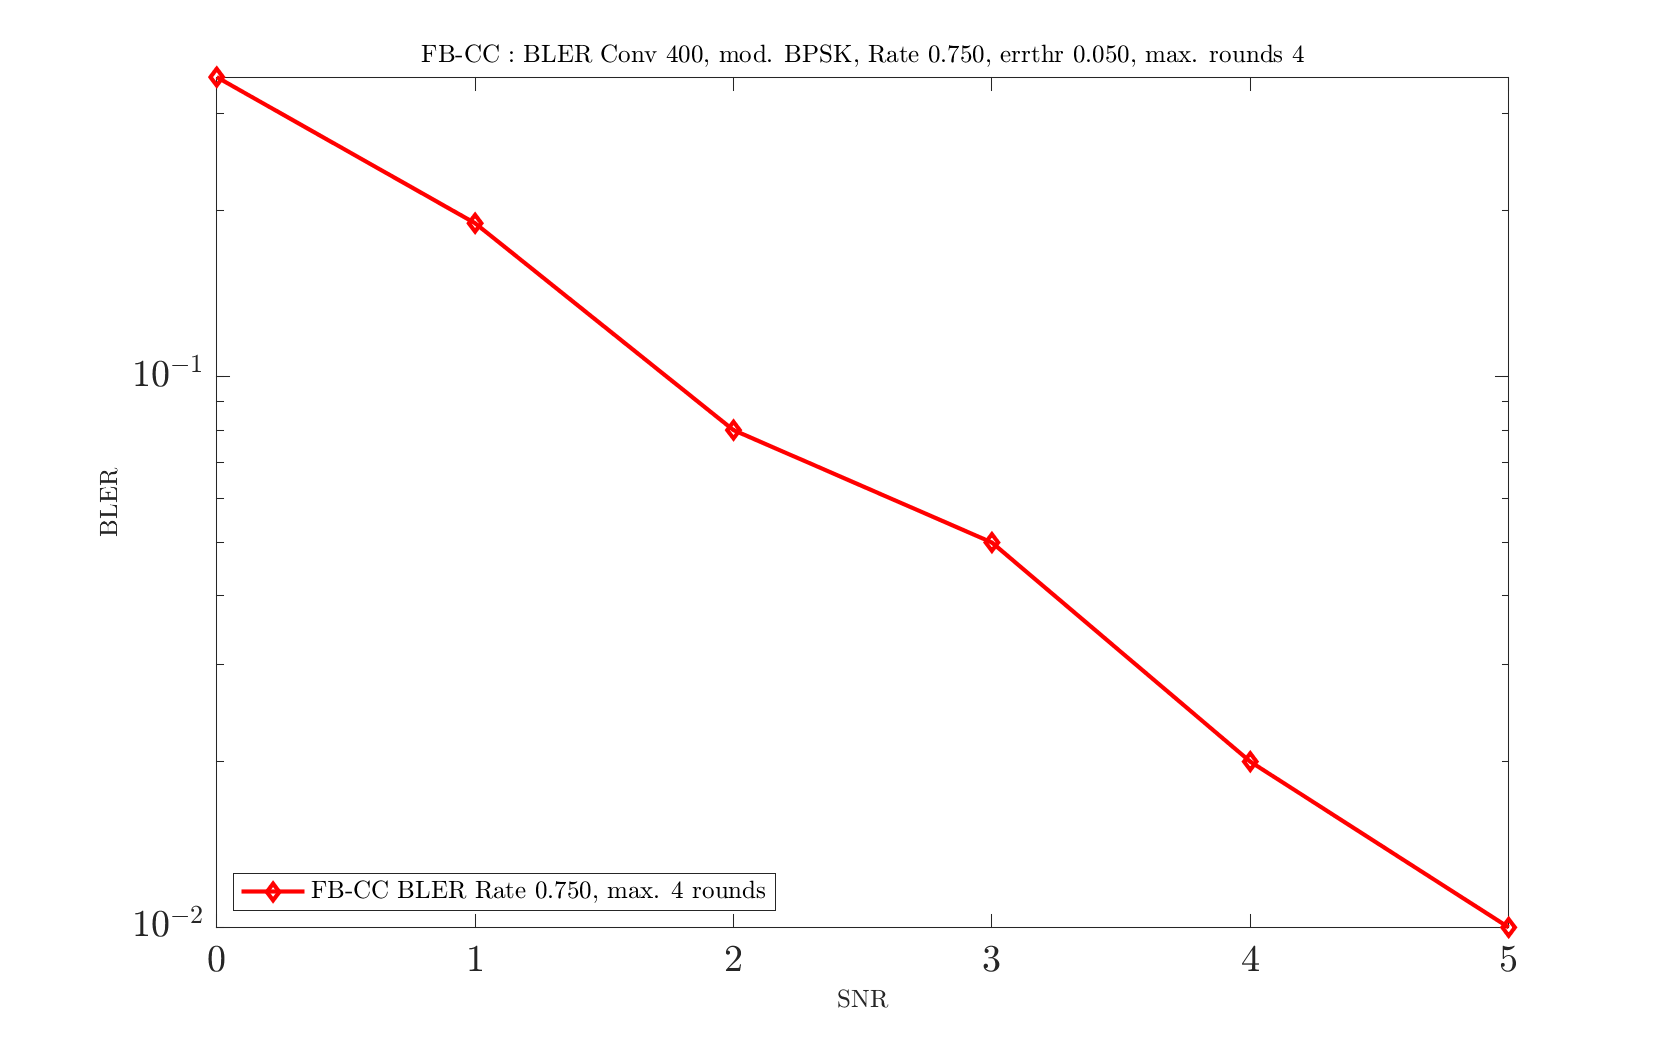 FB-CC : BLER Conv 400, mod. BPSK, Rate 0.750, errthr 0.050, max. rounds 4
10^{-1}
BLER
10^{-2}
FB-CC BLER Rate 0.750, max. 4 rounds
0 1 2 3 4 5
SNR